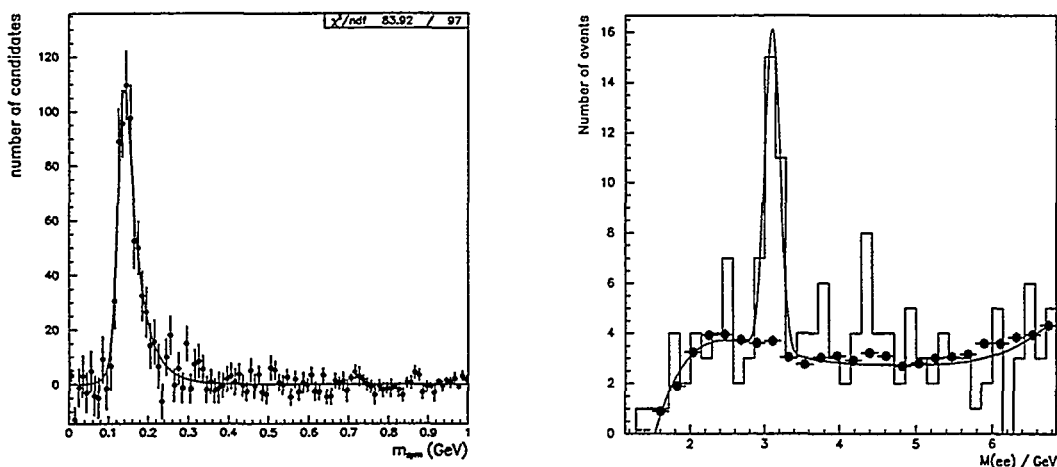 χ²/ndf 83.92 / 97
number of candidates
120
100
80
60
40
20
0
0 0.1 0.2 0.3 0.4 0.5 0.6 0.7 0.8 0.9 1
(GeV)
Number of events
16
14
12
10
8
6
4
2
0
2 3 4 5 6
M(ee) / GeV